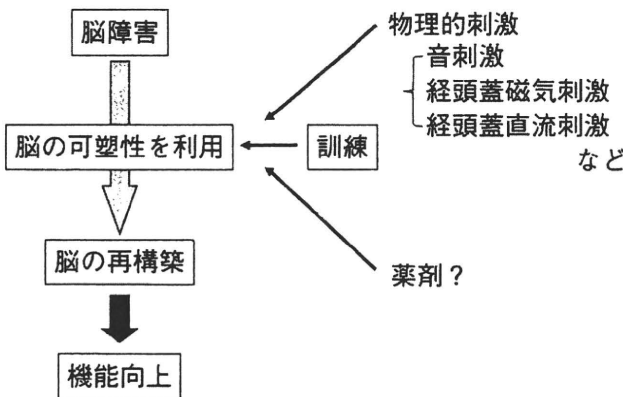 脳障害
物理的刺激
音刺激
経頭蓋磁気刺激
経頭蓋直流刺激
など
脳の可塑性を利用
訓練
脳の再構築
薬剤？
機能向上